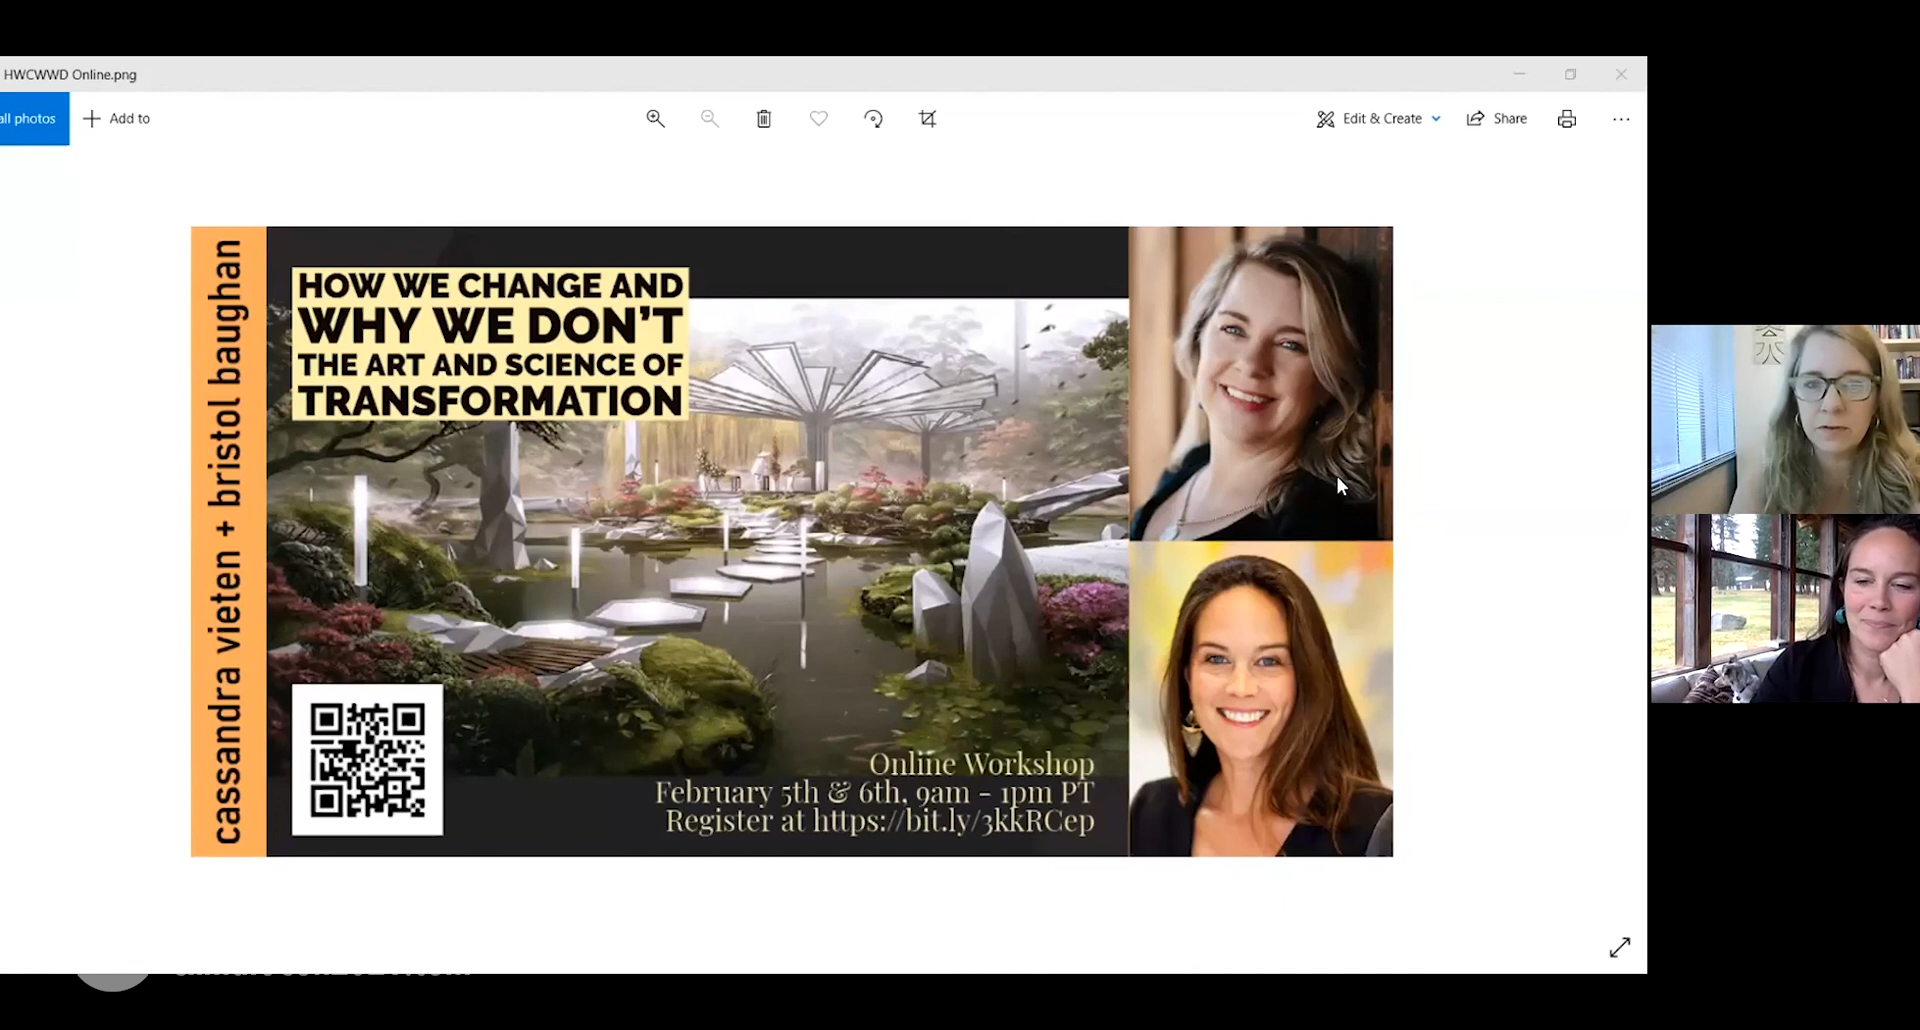 HWCWWD Online.png
all photos
Add to
Edit & Create
Share
cassandra vieten + bristol baughan
HOW WE CHANGE AND
WHY WE DON'T
THE ART AND SCIENCE OF
TRANSFORMATION
Online Workshop
February 5th & 6th, 9am - 1pm PT
Register at https://bit.ly/3kkRCep